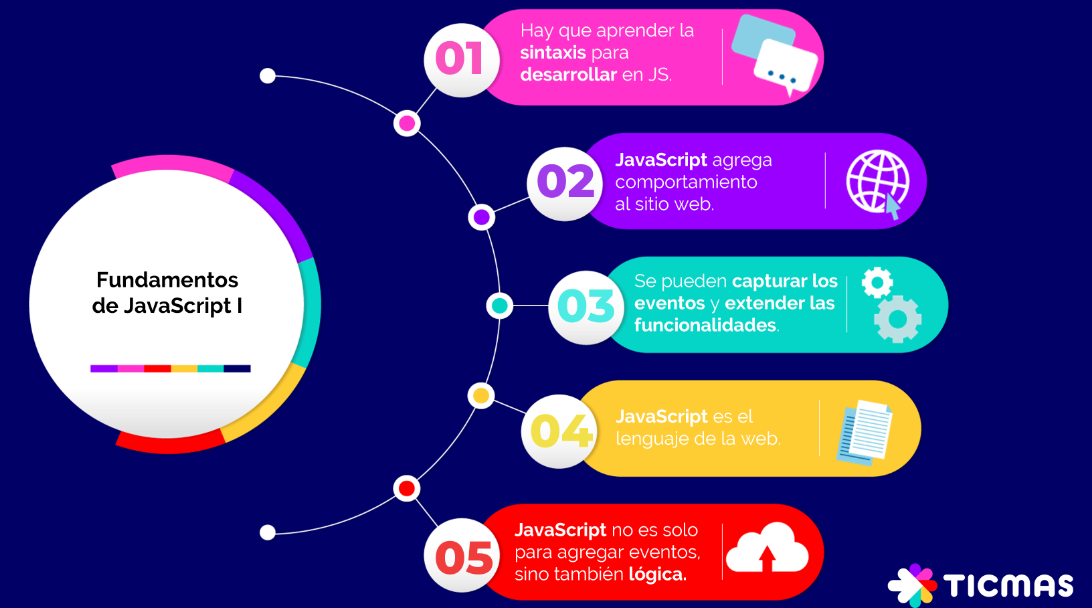 Fundamentos
de JavaScript I
01
Hay que aprender la
sintaxis para
desarrollar en JS.
02
JavaScript agrega
comportamiento
al sitio web.
03
Se pueden capturar los
eventos y extender las
funcionalidades.
04
JavaScript es el
lenguaje de la web.
05
JavaScript no es solo
para agregar eventos,
sino también lógica.
TICMAS